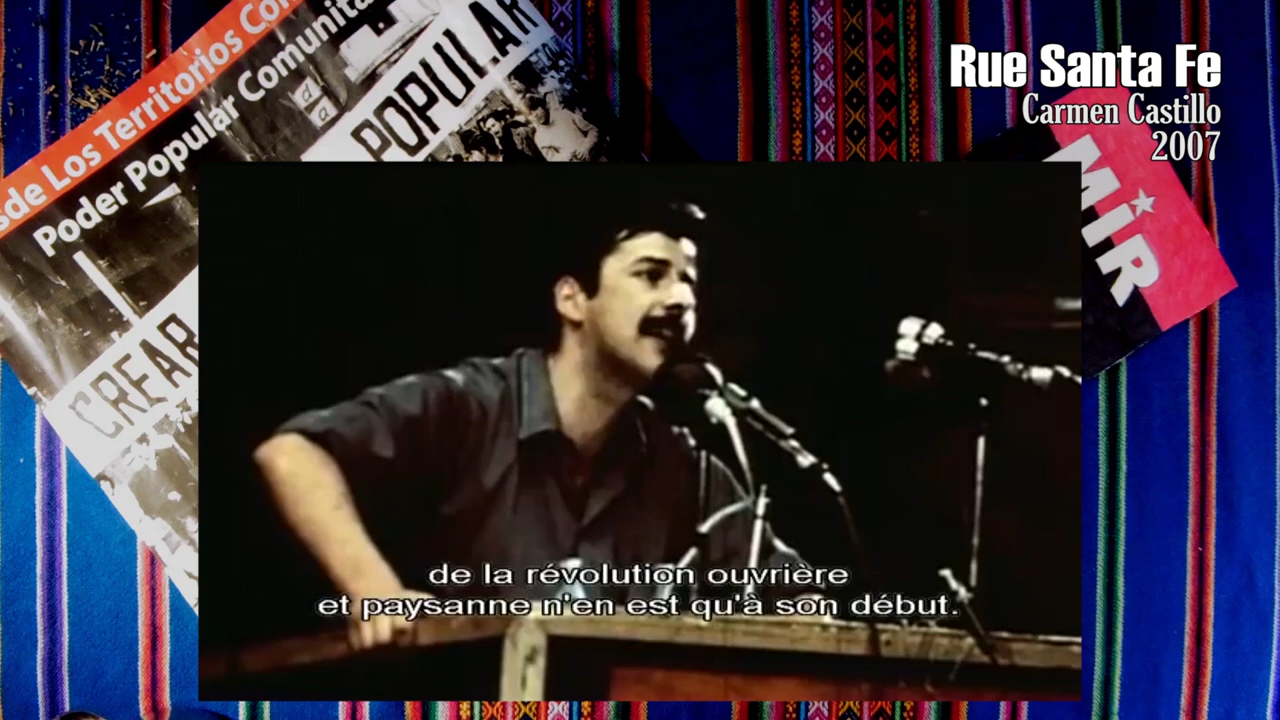 sde Los Territorios Con
Poder Popular Comunita
POPULAR
CREAR
Rue Santa Fe
Carmen Castillo
2007
MIR
de la révolution ouvrière
et paysanne n'en est qu'à son début.